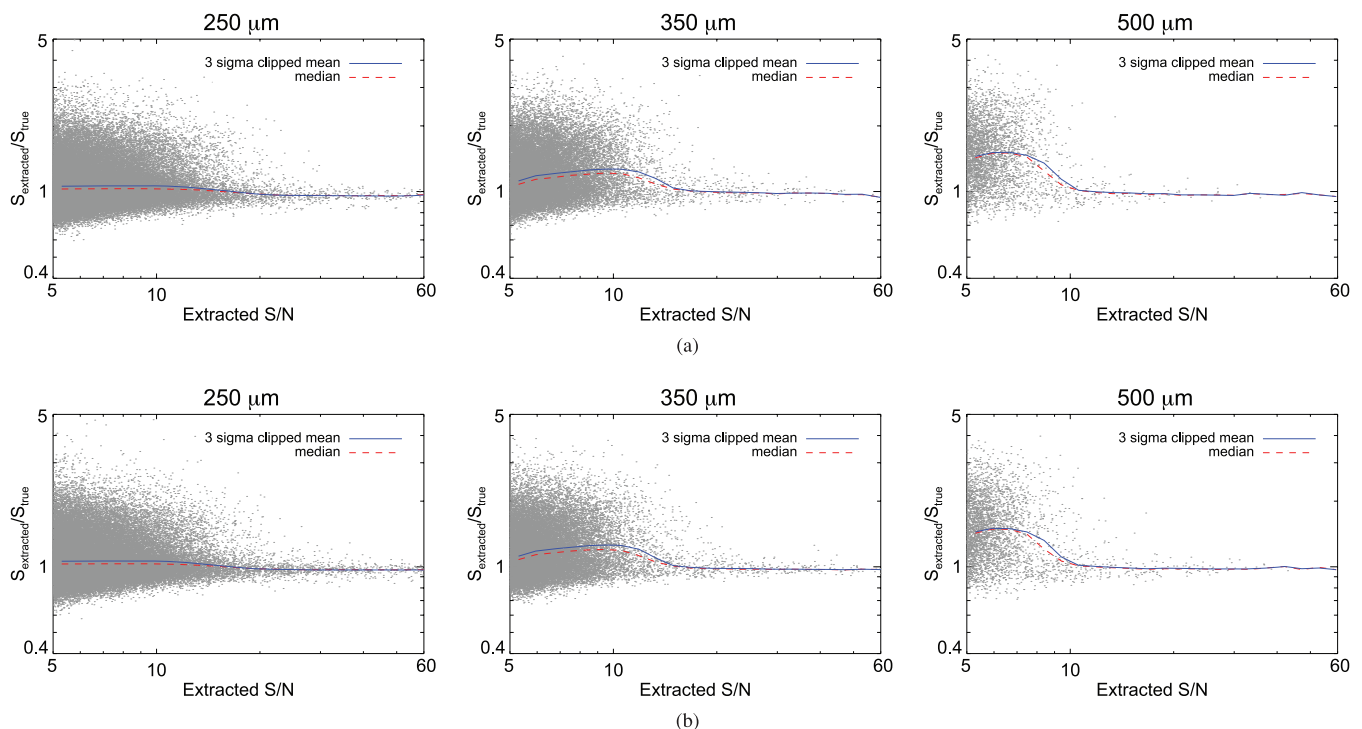 250 μm
5
3 sigma clipped mean
median
S_extracted/S_true
1
0.4
5
10
60
Extracted S/N
350 μm
5
3 sigma clipped mean
median
S_extracted/S_true
1
0.4
5
10
60
Extracted S/N
500 μm
5
3 sigma clipped mean
median
S_extracted/S_true
1
0.4
5
10
60
Extracted S/N
(a)
250 μm
5
3 sigma clipped mean
median
S_extracted/S_true
1
0.4
5
10
60
Extracted S/N
350 μm
5
3 sigma clipped mean
median
S_extracted/S_true
1
0.4
5
10
60
Extracted S/N
500 μm
5
3 sigma clipped mean
median
S_extracted/S_true
1
0.4
5
10
60
Extracted S/N
(b)